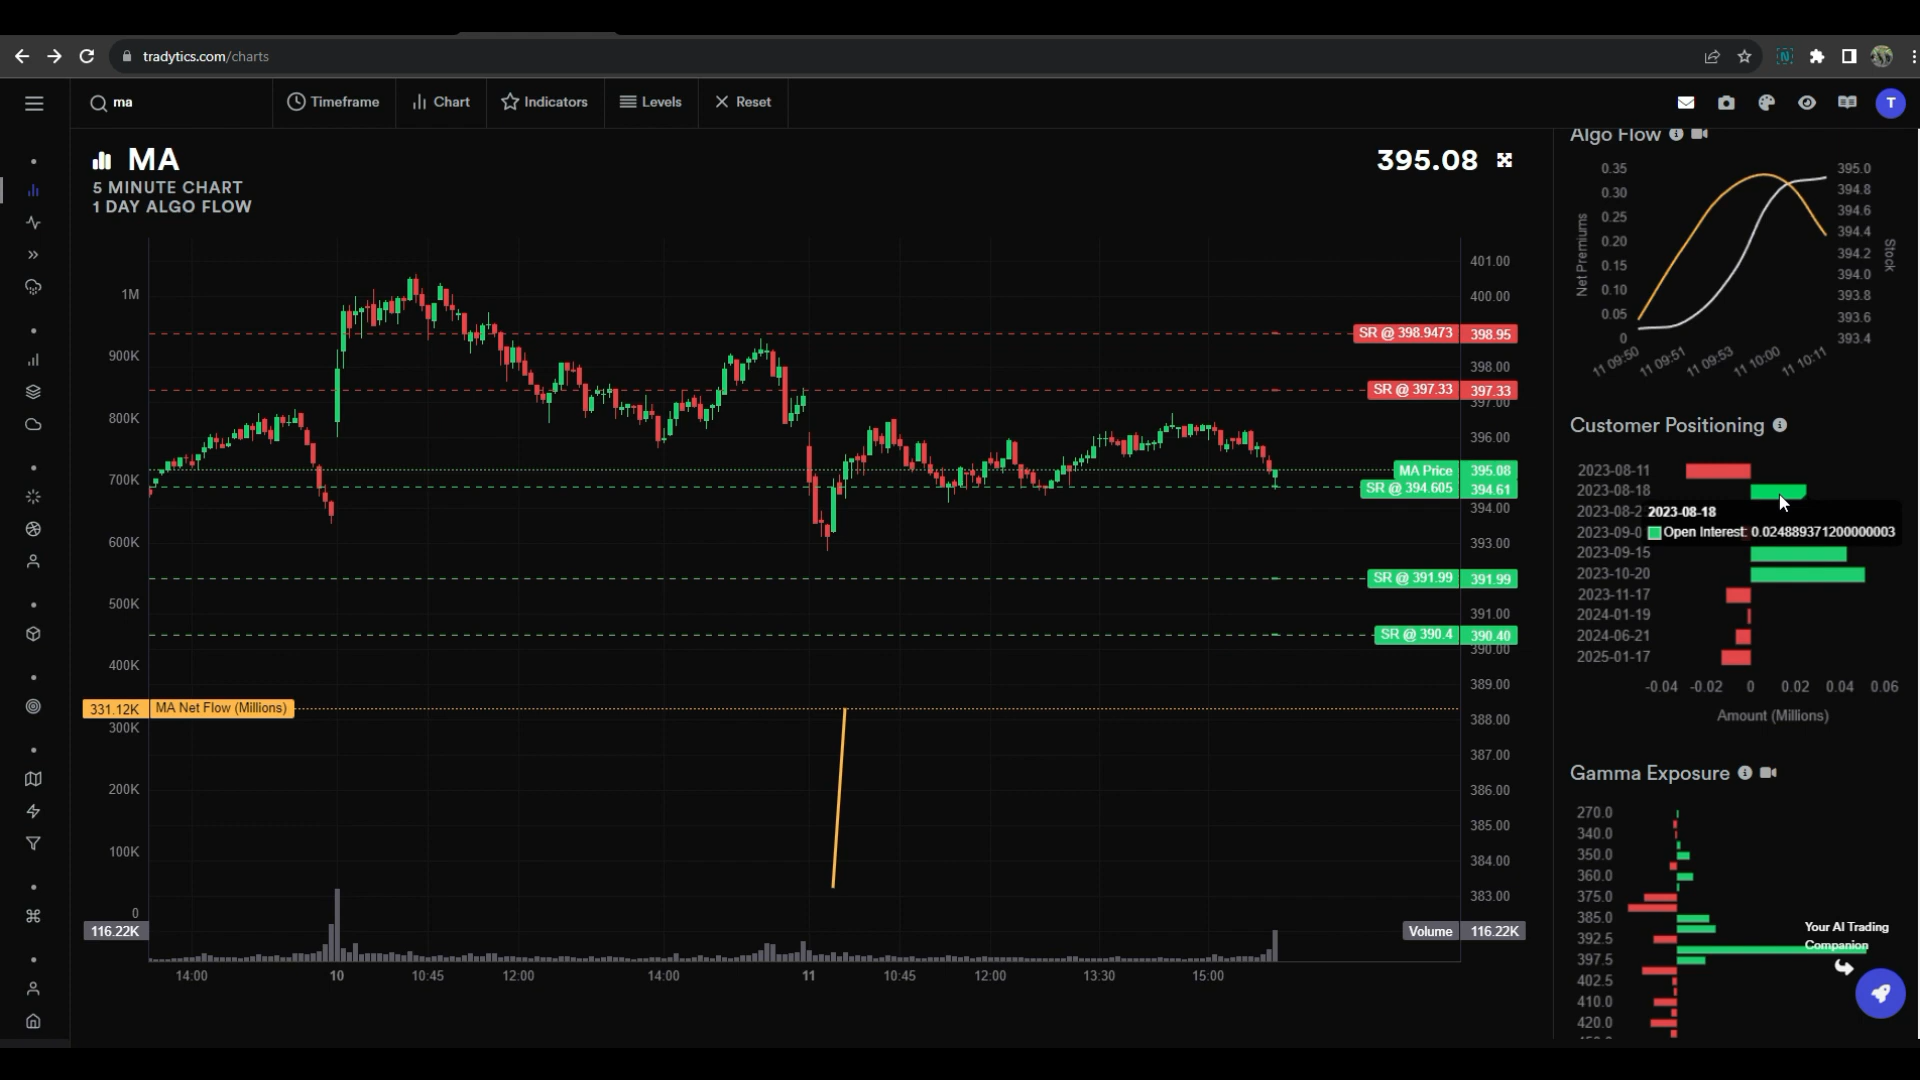 tradytics.com/charts
ma
Timeframe
Chart
Indicators
Levels
Reset
T
MA
5 MINUTE CHART
1 DAY ALGO FLOW
395.08
1M
900K
800K
700K
600K
500K
400K
331.12K MA Net Flow (Millions)
300K
200K
100K
0
116.22K
401.00
400.00
SR @ 398.9473 398.95
398.00
SR @ 397.33 397.33
397.00
396.00
MA Price 395.08
SR @ 394.605 394.61
394.00
393.00
SR @ 391.99 391.99
391.00
SR @ 390.4 390.40
390.00
389.00
388.00
387.00
386.00
385.00
384.00
383.00
Volume 116.22K
14:00 10 10:45 12:00 14:00 11 10:45 12:00 13:30 15:00
Algo Flow
0.35
0.30
0.25
0.20
0.15
0.10
0.05
0
Net Premiums
395.0
394.8
394.6
394.4
394.2
394.0
393.8
393.6
393.4
Stock
11 09:50 11 09:51 11 09:53 11 10:00 11 10:11
Customer Positioning
2023-08-11
2023-08-18
2023-08-2
2023-08-18
2023-09-0
Open Interest: 0.024889371200000003
2023-09-15
2023-10-20
2023-11-17
2024-01-19
2024-06-21
2025-01-17
-0.04 -0.02 0 0.02 0.04 0.06
Amount (Millions)
Gamma Exposure
270.0
340.0
350.0
360.0
375.0
385.0
392.5
397.5
402.5
410.0
420.0
Your AI Trading
Companion